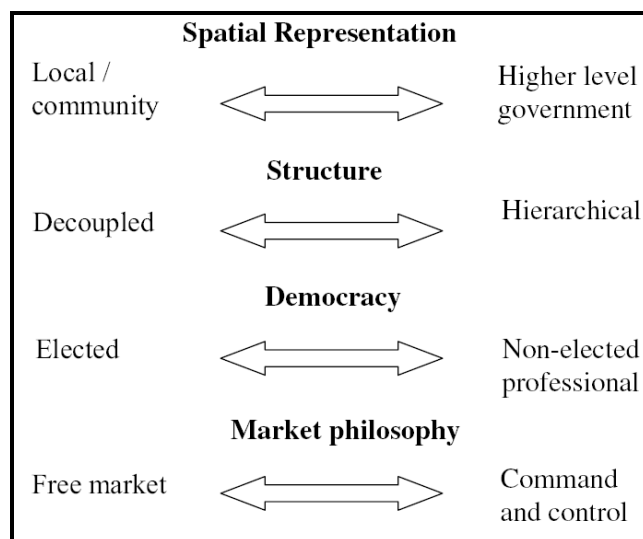 Spatial Representation
Local /
community
Higher level
government
Structure
Decoupled
Hierarchical
Democracy
Elected
Non-elected
professional
Market philosophy
Free market
Command
and control